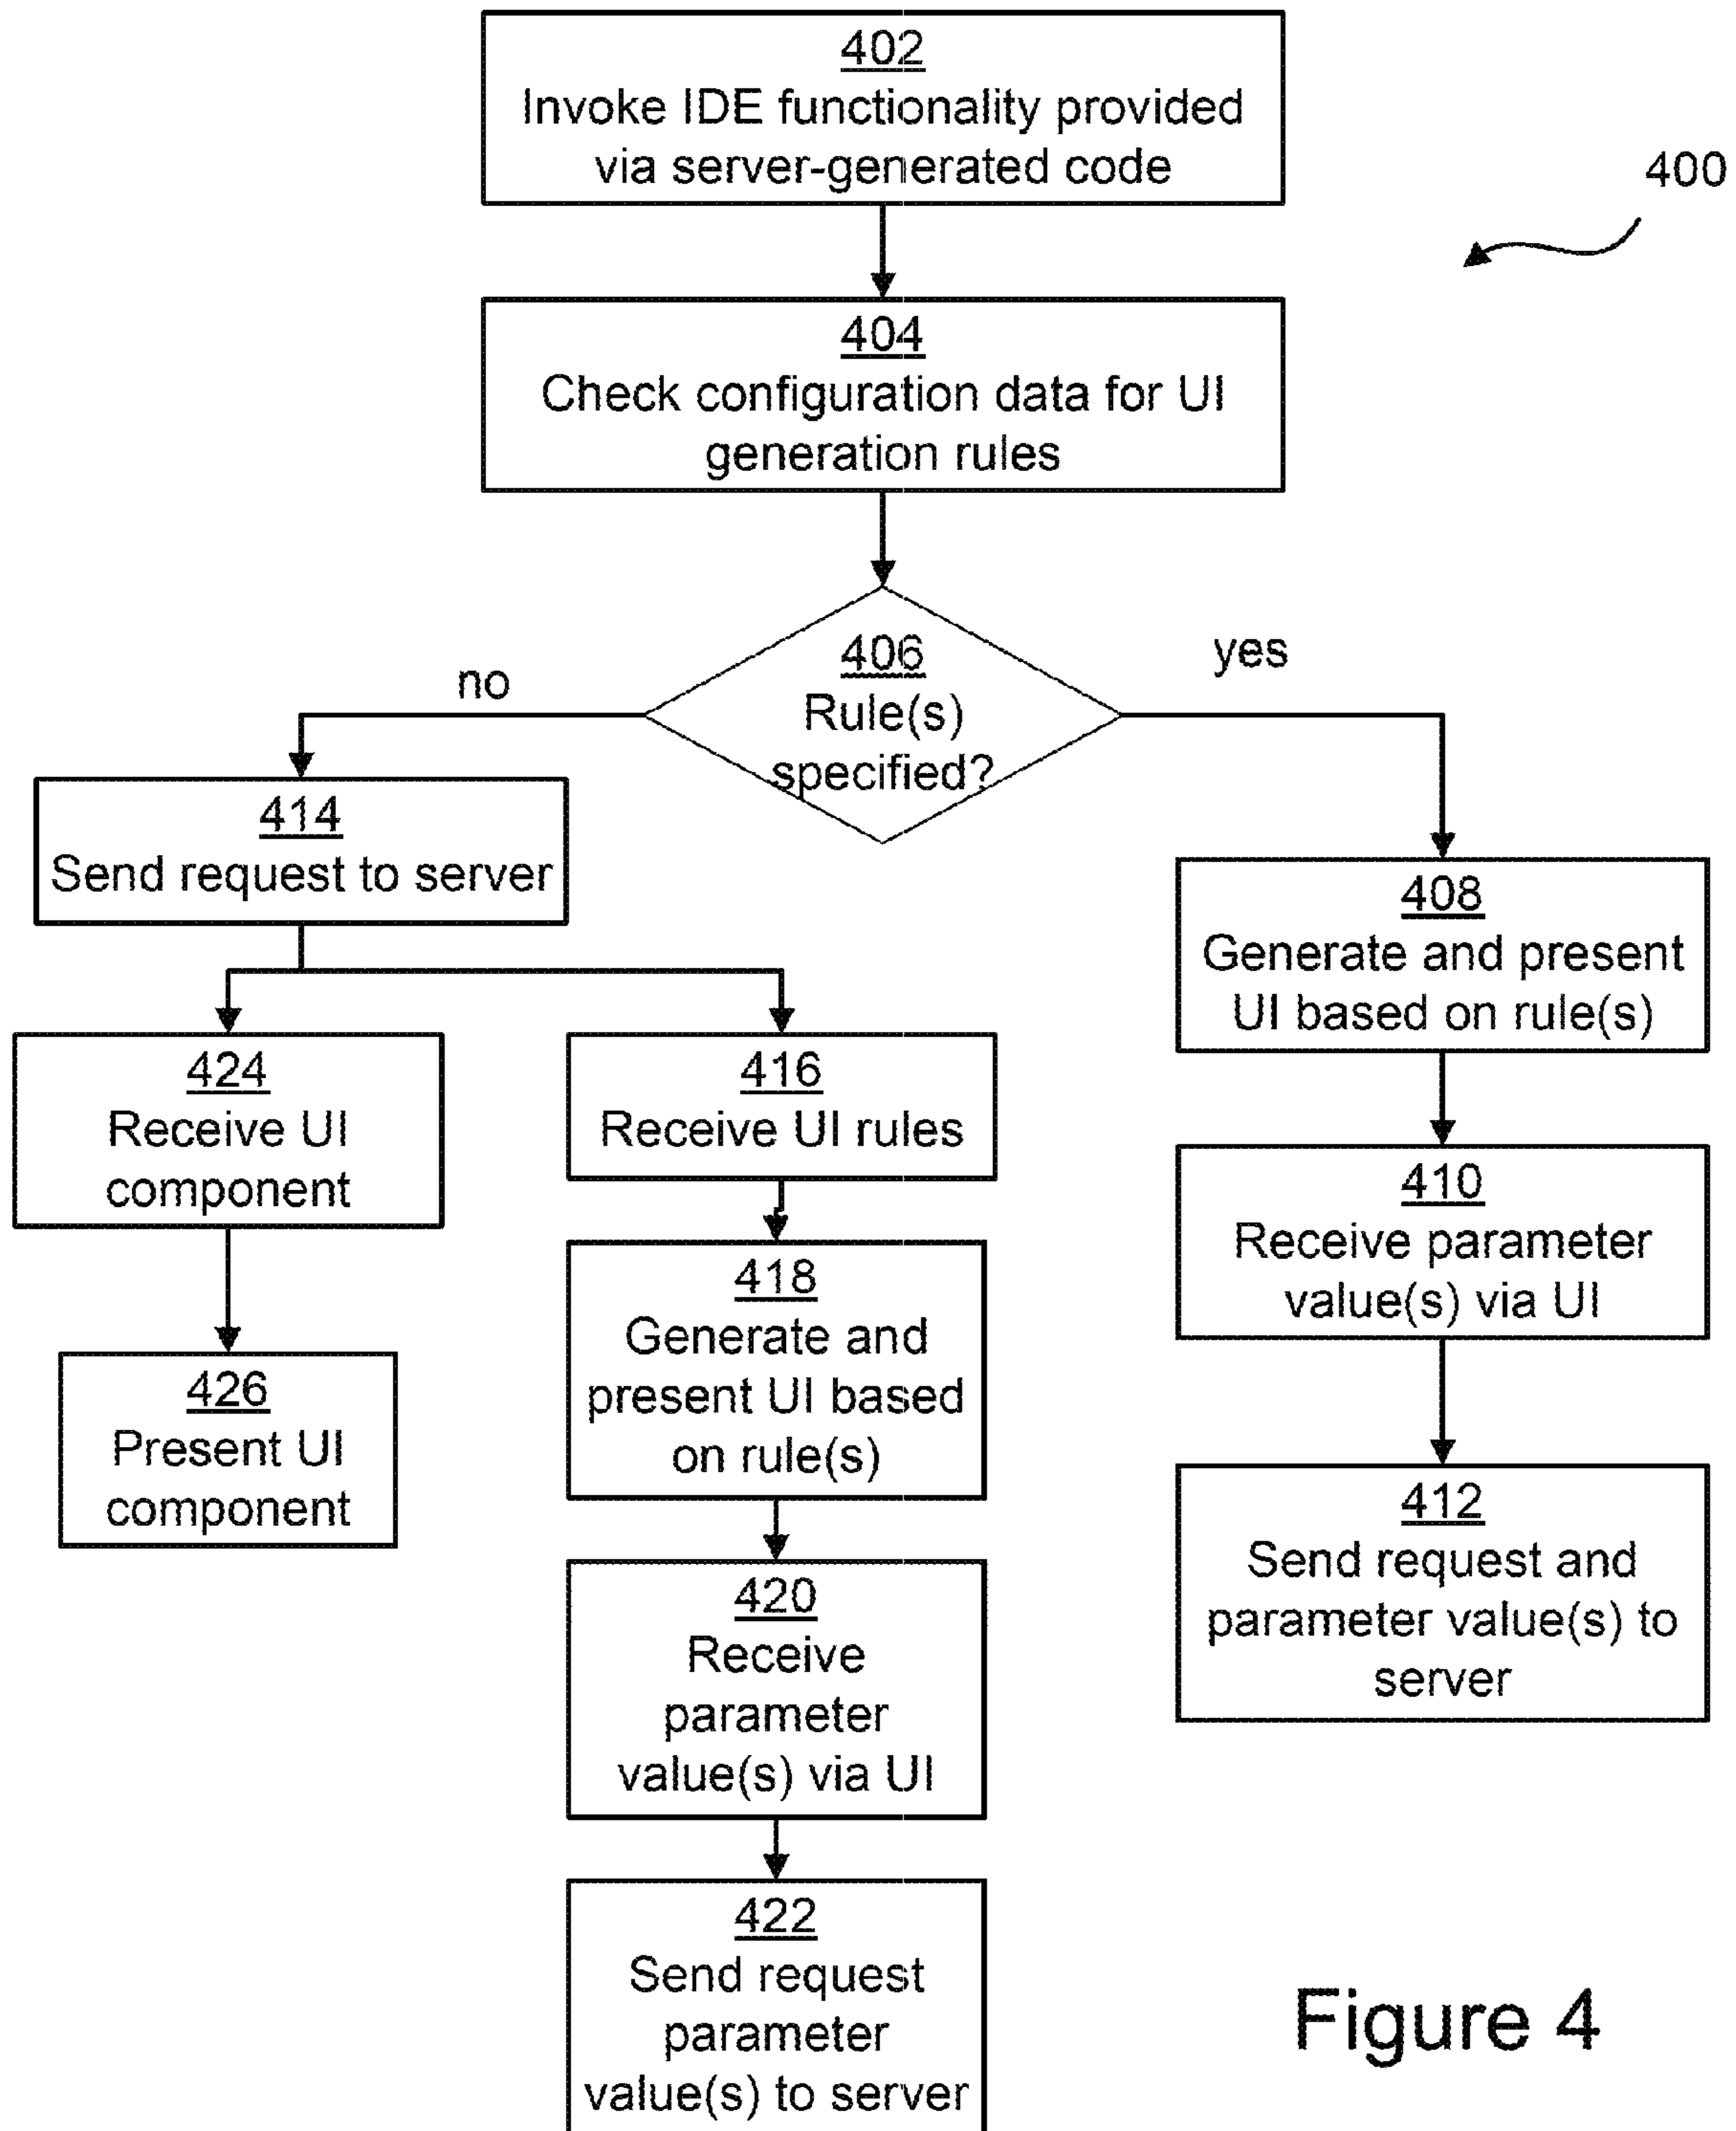 402
Invoke IDE functionality provided
via server-generated code
400
404
Check configuration data for UI
generation rules
406
Rule(s)
specified?
no
yes
414
Send request to server
408
Generate and present
UI based on rule(s)
424
Receive UI
component
416
Receive UI rules
410
Receive parameter
value(s) via UI
418
Generate and
present UI based
on rule(s)
426
Present UI
component
412
Send request and
parameter value(s) to
server
420
Receive
parameter
value(s) via UI
422
Send request
parameter
value(s) to server
Figure 4